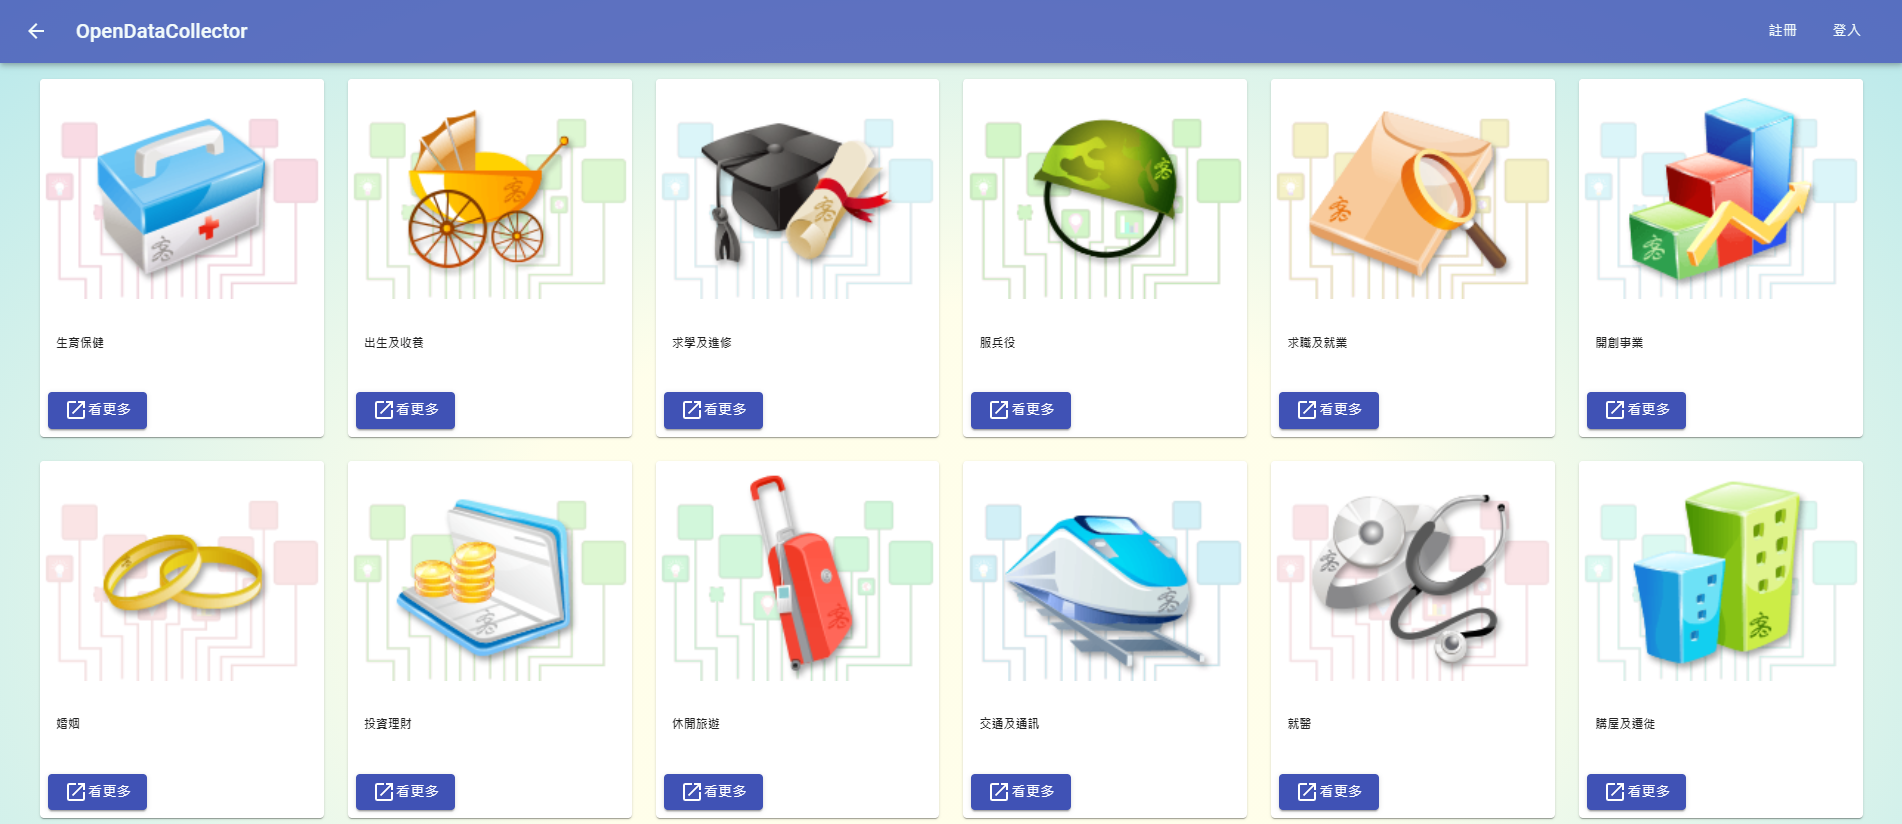 OpenDataCollector
註冊
登入
生育保健
出生及收養
求學及進修
服兵役
求職及就業
開創事業
看更多
看更多
看更多
看更多
看更多
看更多
婚姻
投資理財
休閒旅遊
交通及通訊
就醫
購屋及遷徙
看更多
看更多
看更多
看更多
看更多
看更多